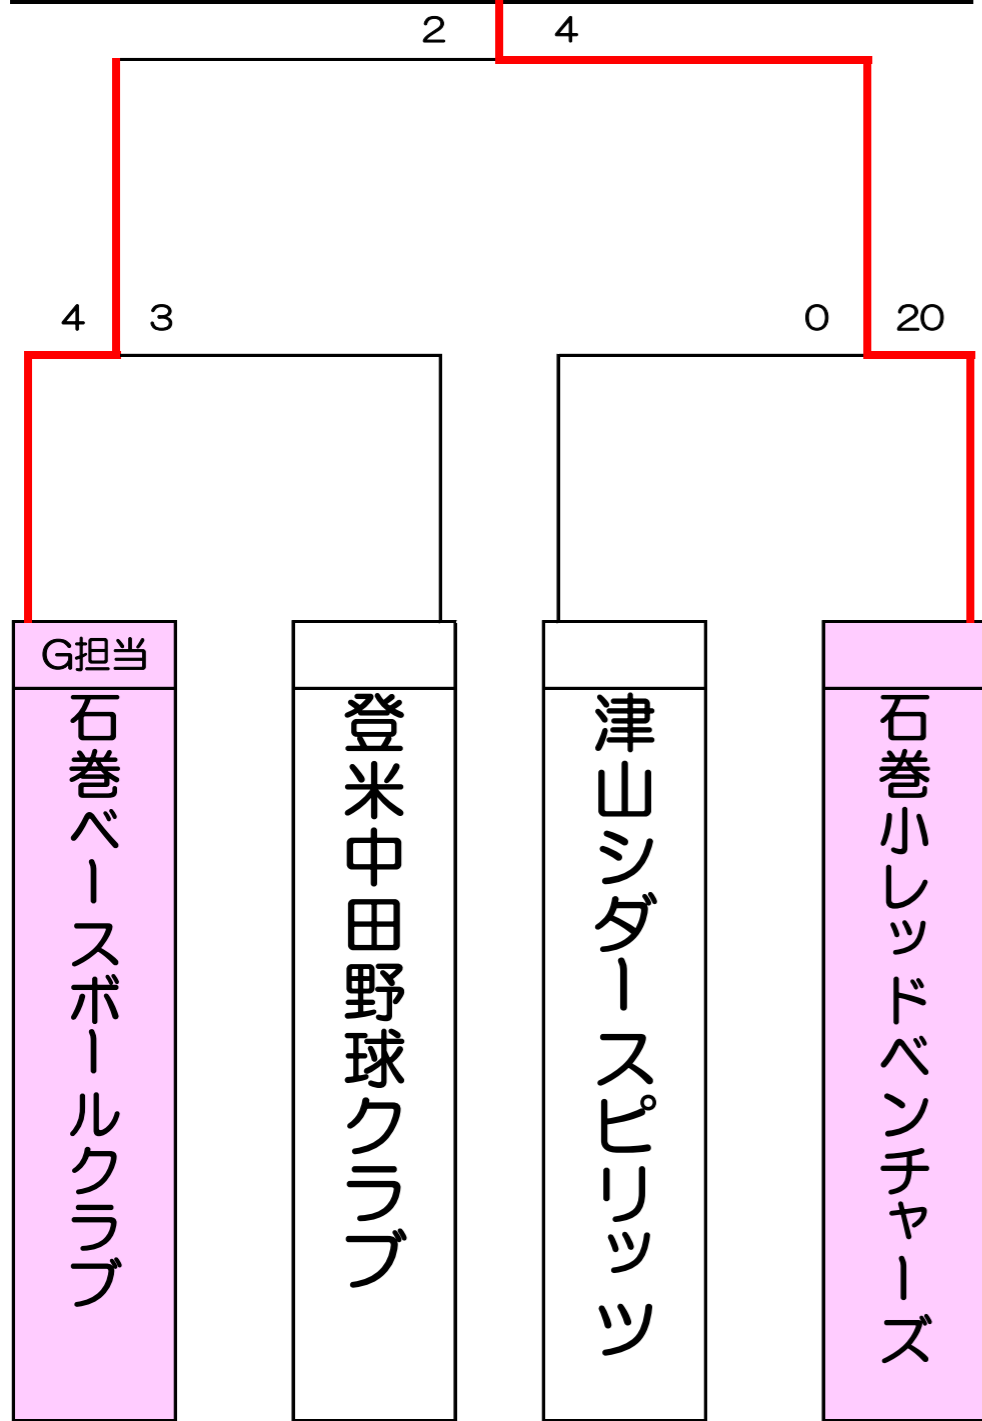 2 4
4 3 0 20
G担当
石巻ベースボールクラブ
登米中田野球クラブ
津山シダースピリッツ
石巻小レッドベンチャーズ